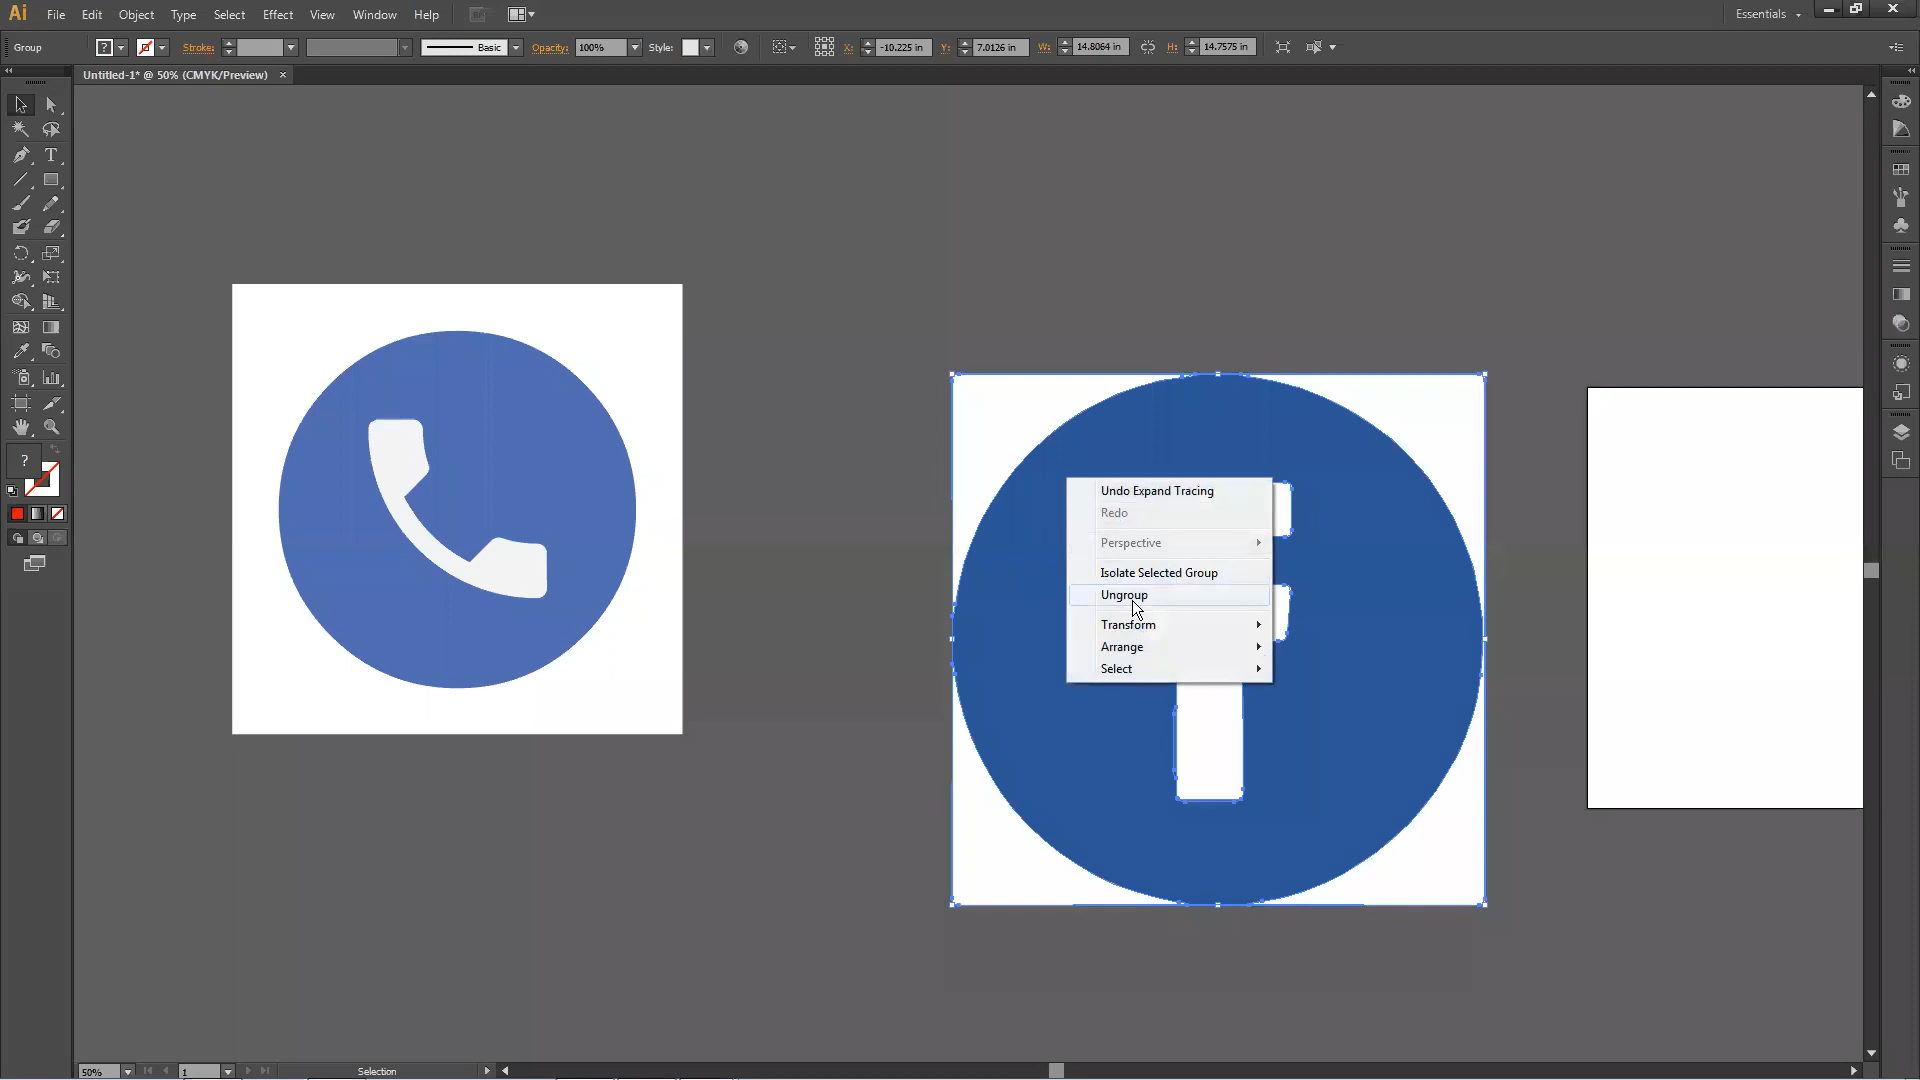 Ai File Edit Object Type Select Effect View Window Help Essentials
Group ? Stroke: Basic Opacity: 100% Style: X: -10.225 in Y: 7.0126 in W: 14.8064 in H: 14.7575 in
Untitled-1* @ 50% (CMYK/Preview) ×
T
?
Undo Expand Tracing
Redo
Perspective
Isolate Selected Group
Ungroup
Transform
Arrange
Select
50% 1 Selection